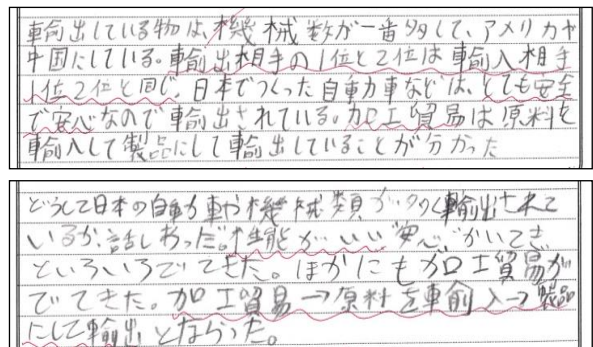 輸出している物は、機械数が一番多して、アメリカや
中国にしている。輸出相手の1位と2位は輸入相手
1位2位と同じ、日本でつくった自動車などは、とても安全
で安心なので輸出されている。加工貿易は原料を
輸入して製品にして輸出していることが分かった
どうして日本の自動車や機械類が多く輸出されて
いるか話しあった。"性能がいい""安心"がいてき
といろいろでてきた。ほかにも加工貿易が
でてきた。加工貿易→原料を輸入→製品
にして輸出とならった。